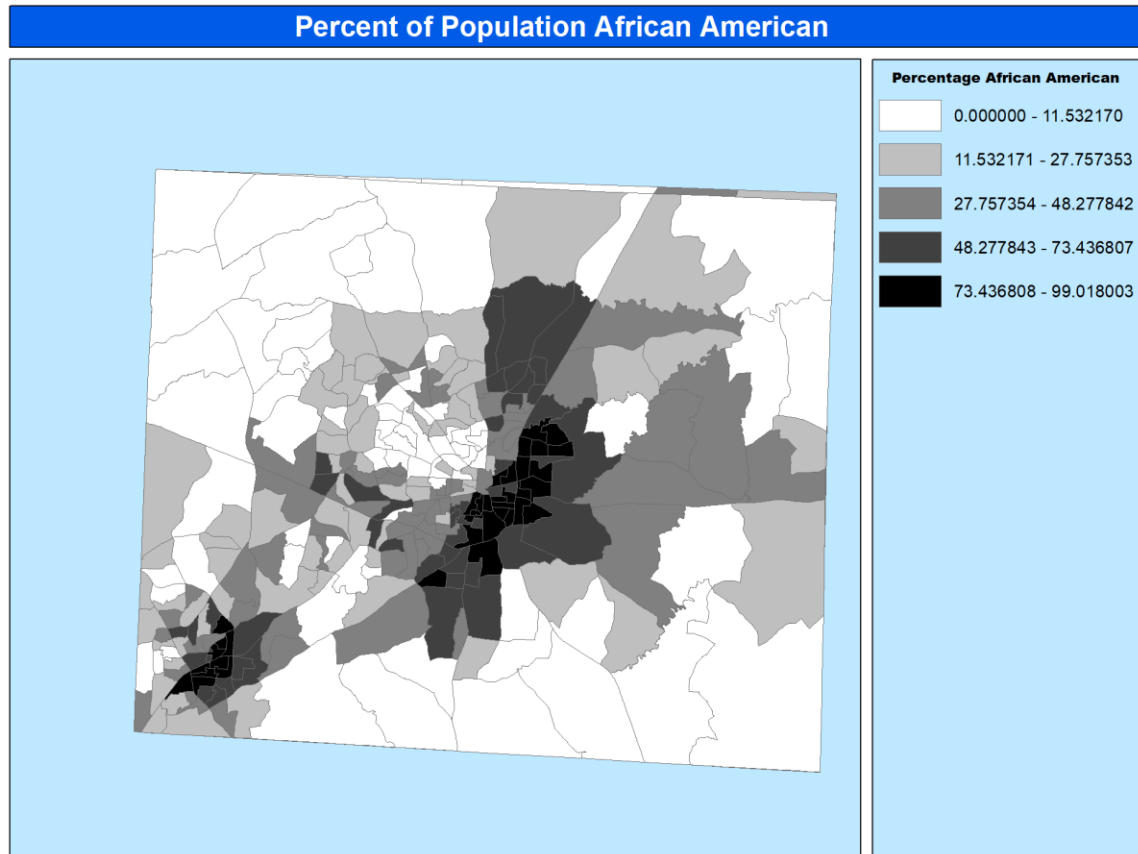 Percent of Population African American
Percentage African American
0.000000 - 11.532170
11.532171 - 27.757353
27.757354 - 48.277842
48.277843 - 73.436807
73.436808 - 99.018003